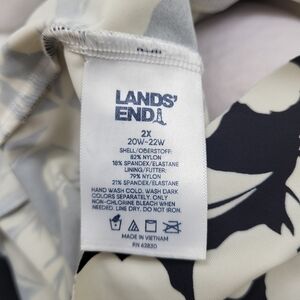 LANDS'
END
2X
20W-22W
SHELL/OBERSTOFF:
82% NYLON
18% SPANDEX/ELASTANE
LINING/FUTTER:
79% NYLON
21% SPANDEX/ELASTANE
HAND WASH COLD. WASH DARK
COLORS SEPARATELY. ONLY
NON-CHLORINE BLEACH WHEN
NEEDED. LINE DRY. DO NOT IRON.
MADE IN VIETNAM
RN 62830